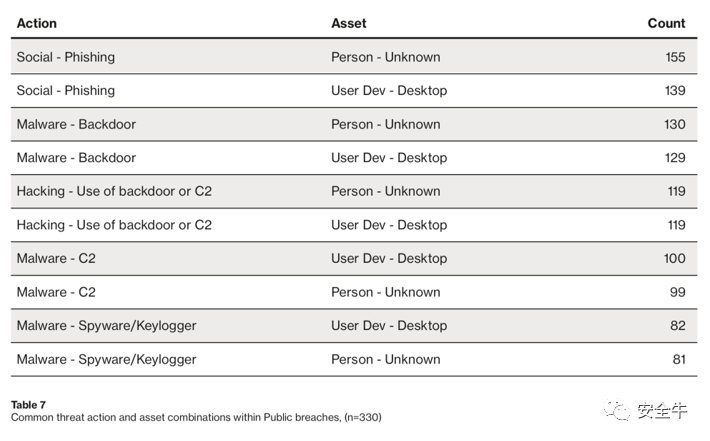 Action Asset Count
Social - Phishing Person - Unknown 155
Social - Phishing User Dev - Desktop 139
Malware - Backdoor Person - Unknown 130
Malware - Backdoor User Dev - Desktop 129
Hacking - Use of backdoor or C2 Person - Unknown 119
Hacking - Use of backdoor or C2 User Dev - Desktop 119
Malware - C2 User Dev - Desktop 100
Malware - C2 Person - Unknown 99
Malware - Spyware/Keylogger User Dev - Desktop 82
Malware - Spyware/Keylogger Person - Unknown 81
Table 7
Common threat action and asset combinations within Public breaches, (n=330)
安全牛